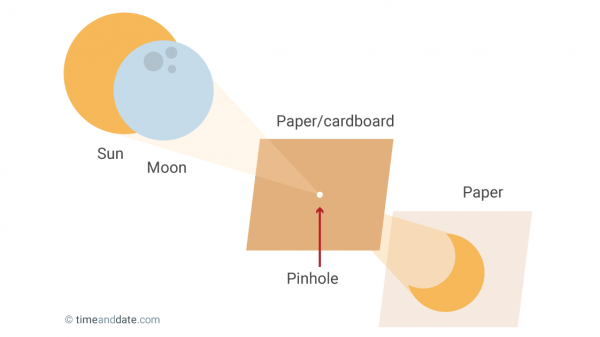 Paper/cardboard
Sun
Moon
Paper
Pinhole
© timeanddate.com